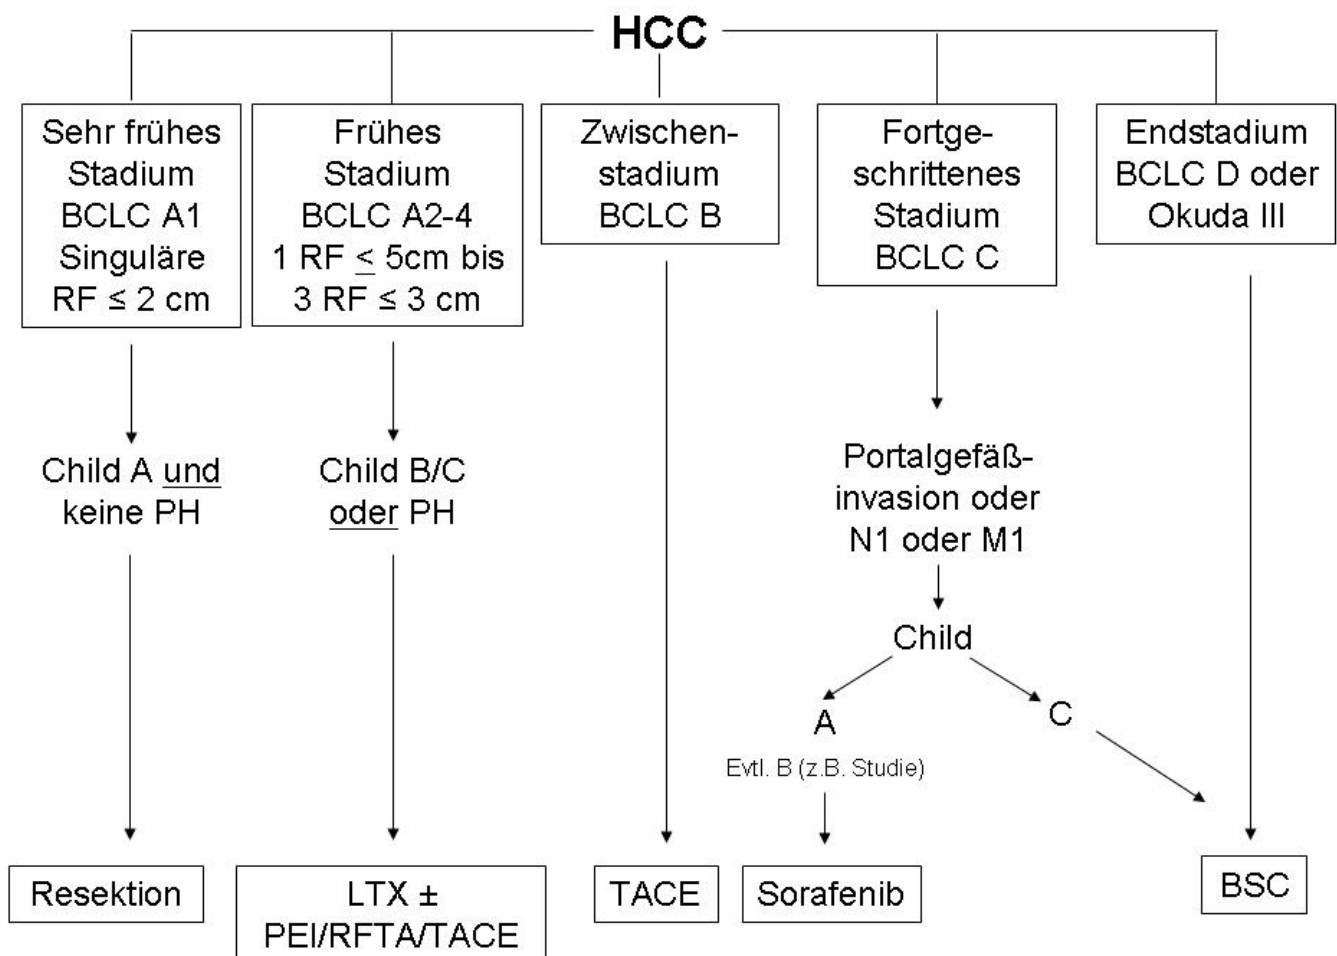 HCC
Sehr frühes
Stadium
BCLC A1
Singuläre
RF ≤ 2 cm
Frühes
Stadium
BCLC A2-4
1 RF < 5cm bis
3 RF ≤ 3 cm
Zwischen-
stadium
BCLC B
Fortge-
schrittenes
Stadium
BCLC C
Endstadium
BCLC D oder
Okuda III
Child A und
keine PH
Child B/C
oder PH
Portalgefäß-
invasion oder
N1 oder M1
Child
A
C
Evtl. B (z.B. Studie)
Resektion
LTX ±
PEI/RFTA/TACE
TACE
Sorafenib
BSC